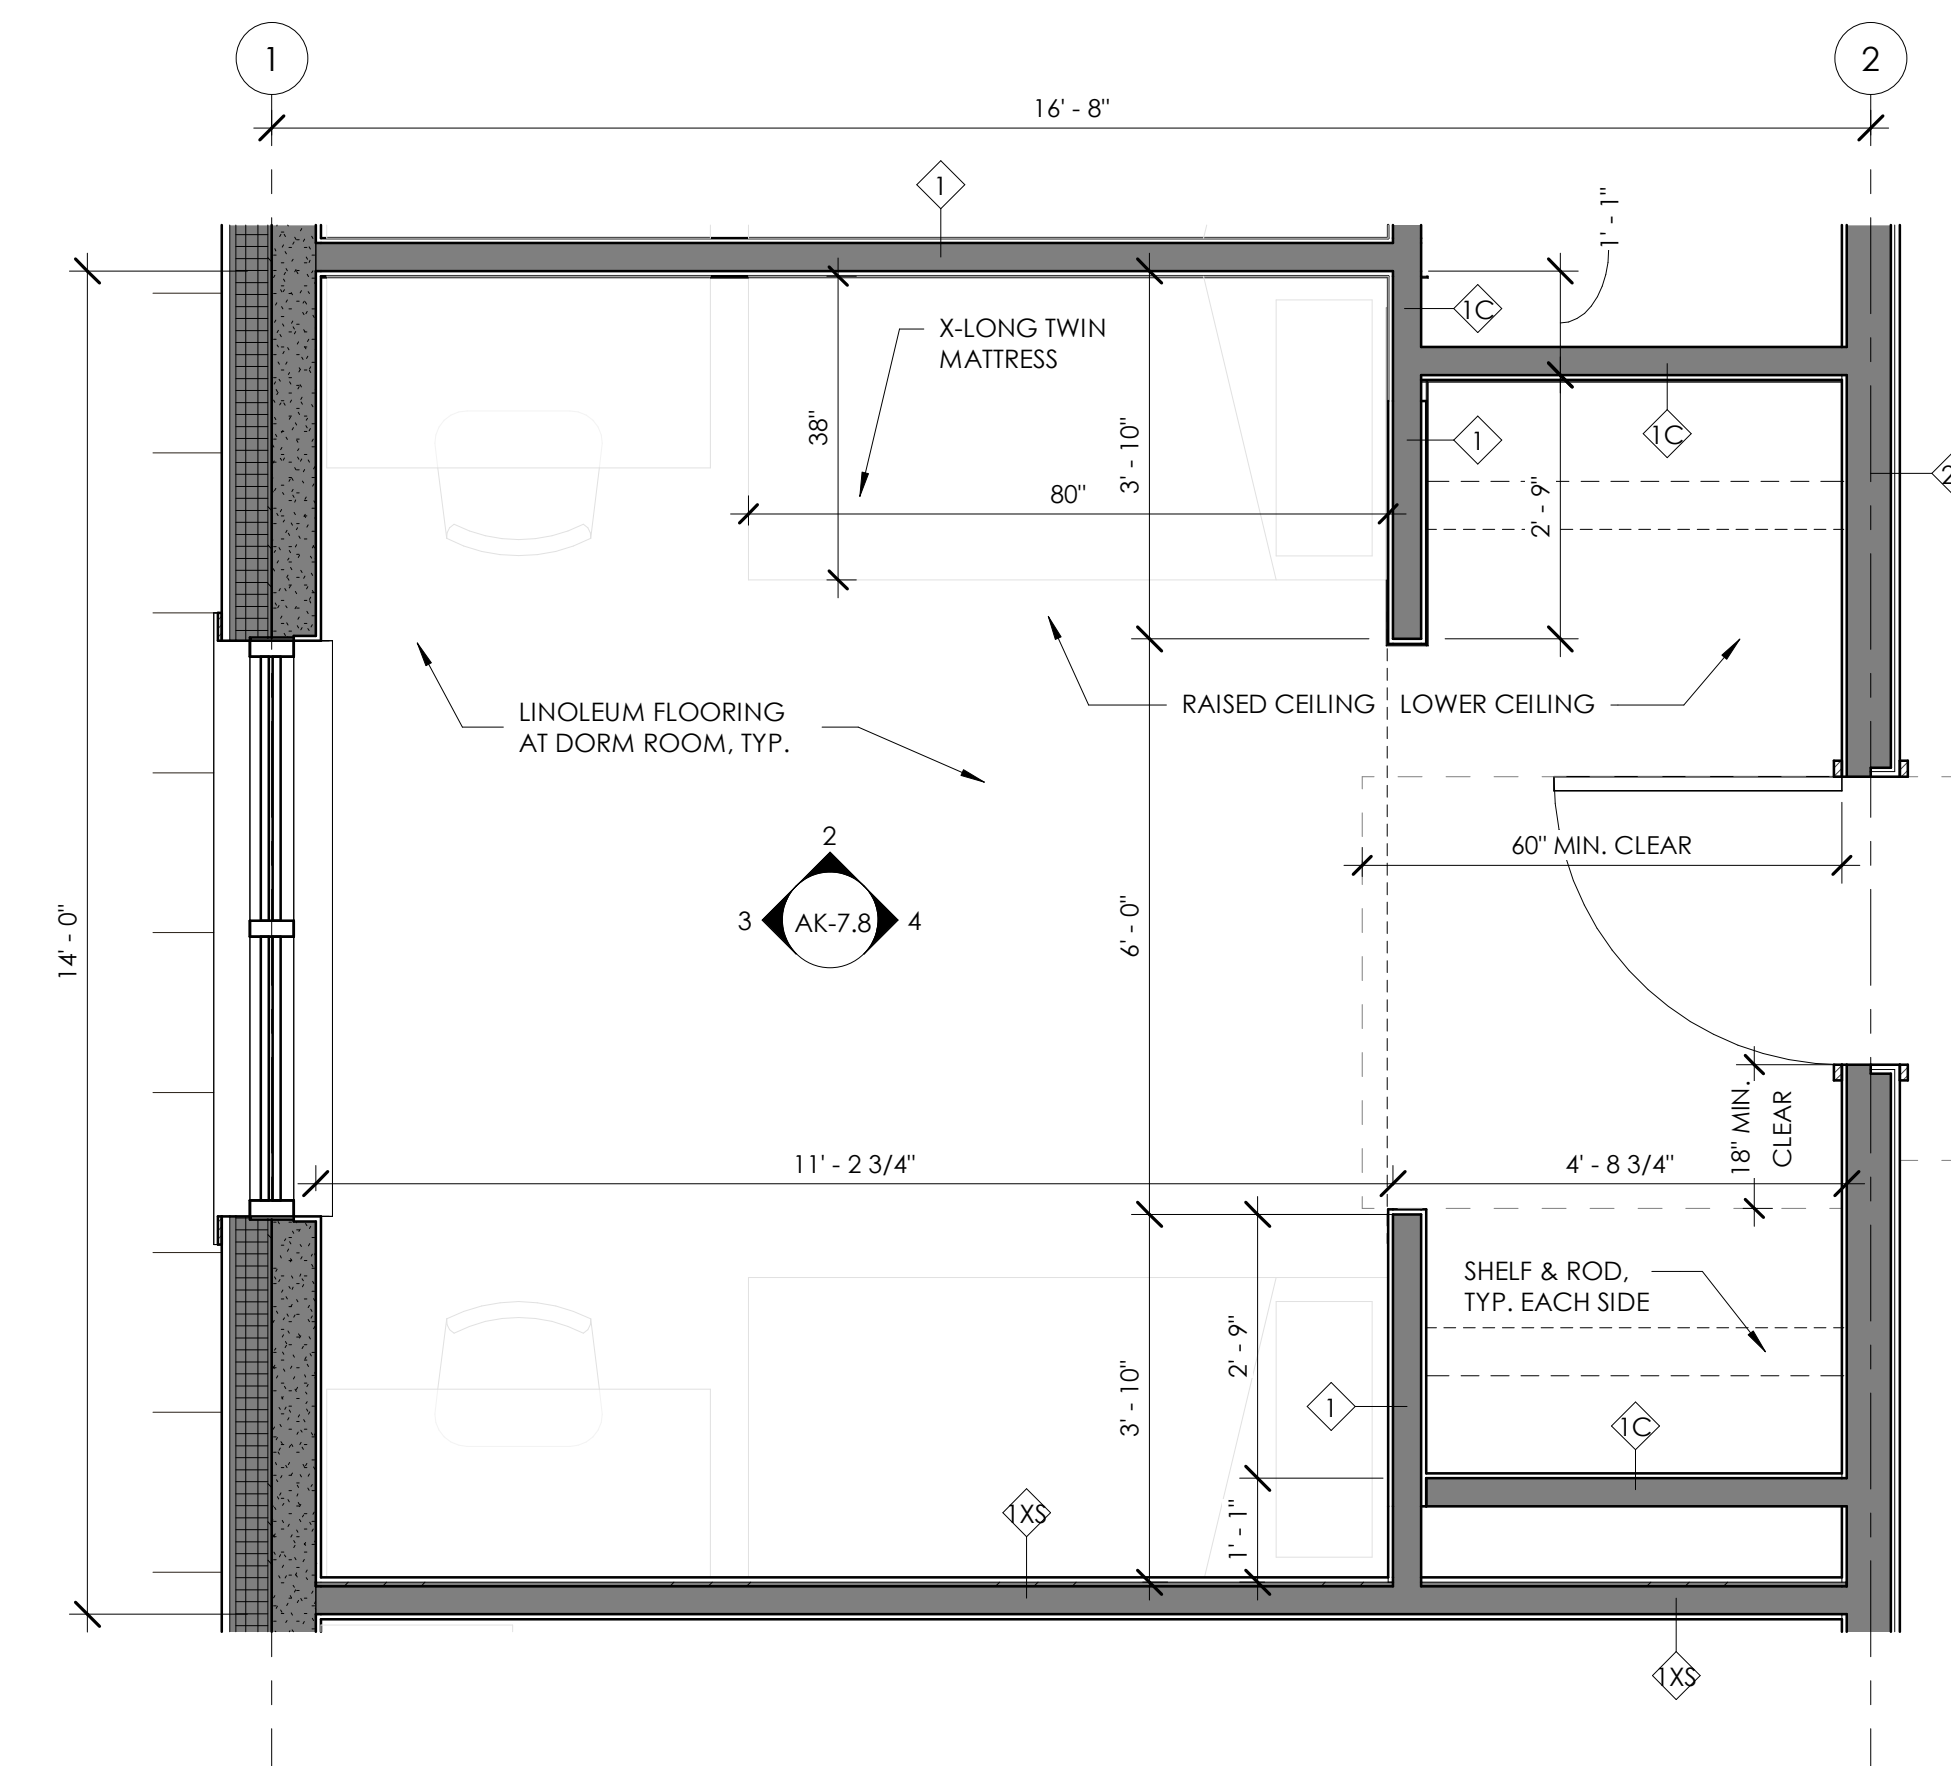 1
2
16' - 8"
1
1' - 1"
1C
X-LONG TWIN
MATTRESS
38"
3' - 10"
1
1C
80"
2' - 9"
2
RAISED CEILING
LOWER CEILING
LINOLEUM FLOORING
AT DORM ROOM, TYP.
2
3
AK-7.8
4
60" MIN. CLEAR
14' - 0"
6' - 0"
18" MIN.
CLEAR
11' - 2 3/4"
4' - 8 3/4"
SHELF & ROD,
TYP. EACH SIDE
2' - 9"
3' - 10"
1
1C
1XS
1' - 1"
1XS